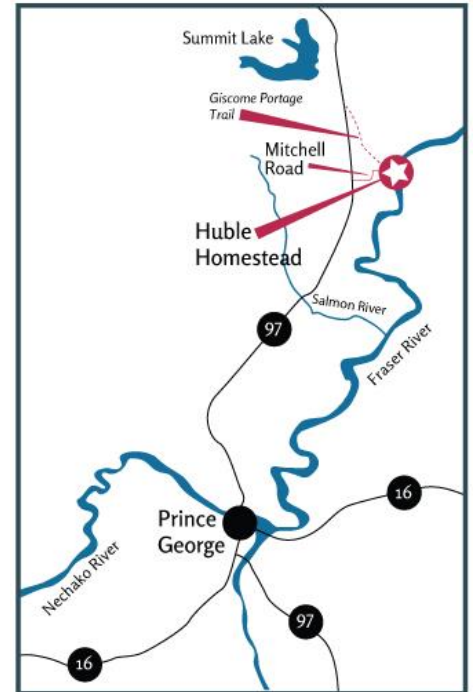 Summit Lake
Giscome Portage
Trail
Mitchell
Road
Huble
Homestead
Salmon River
97
Fraser River
16
Prince
George
Nechako River
97
16